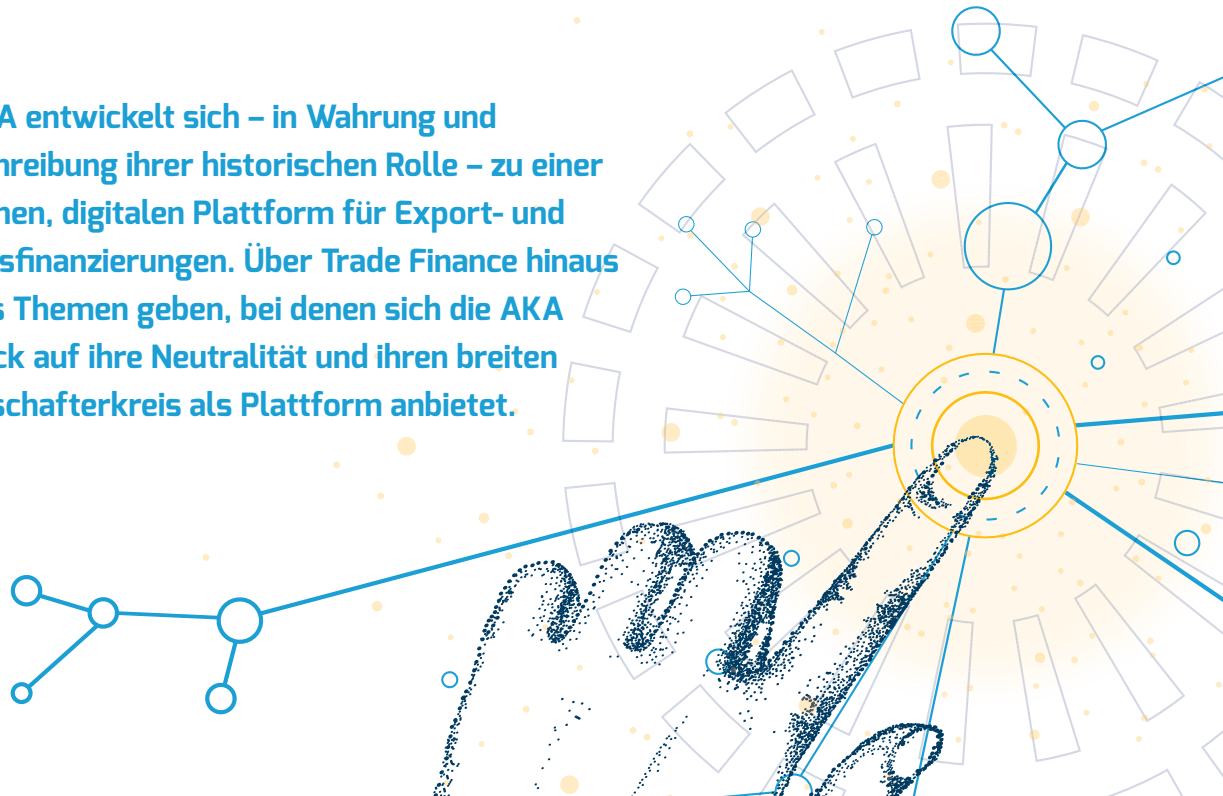 A entwickelt sich – in Wahrung und
hreibung ihrer historischen Rolle – zu einer
nen, digitalen Plattform für Export- und
sfinanzierungen. Über Trade Finance hinaus
s Themen geben, bei denen sich die AKA
ck auf ihre Neutralität und ihren breiten
schafterkreis als Plattform anbietet.